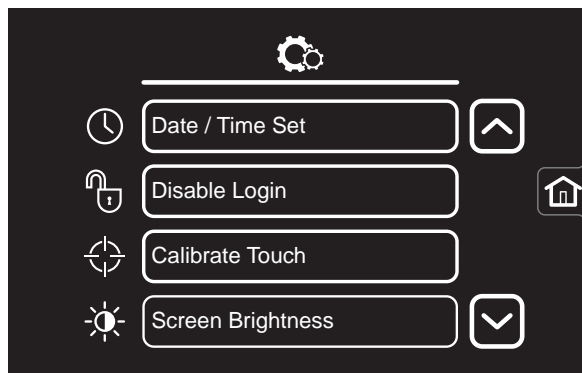 Date / Time Set
Disable Login
Calibrate Touch
Screen Brightness